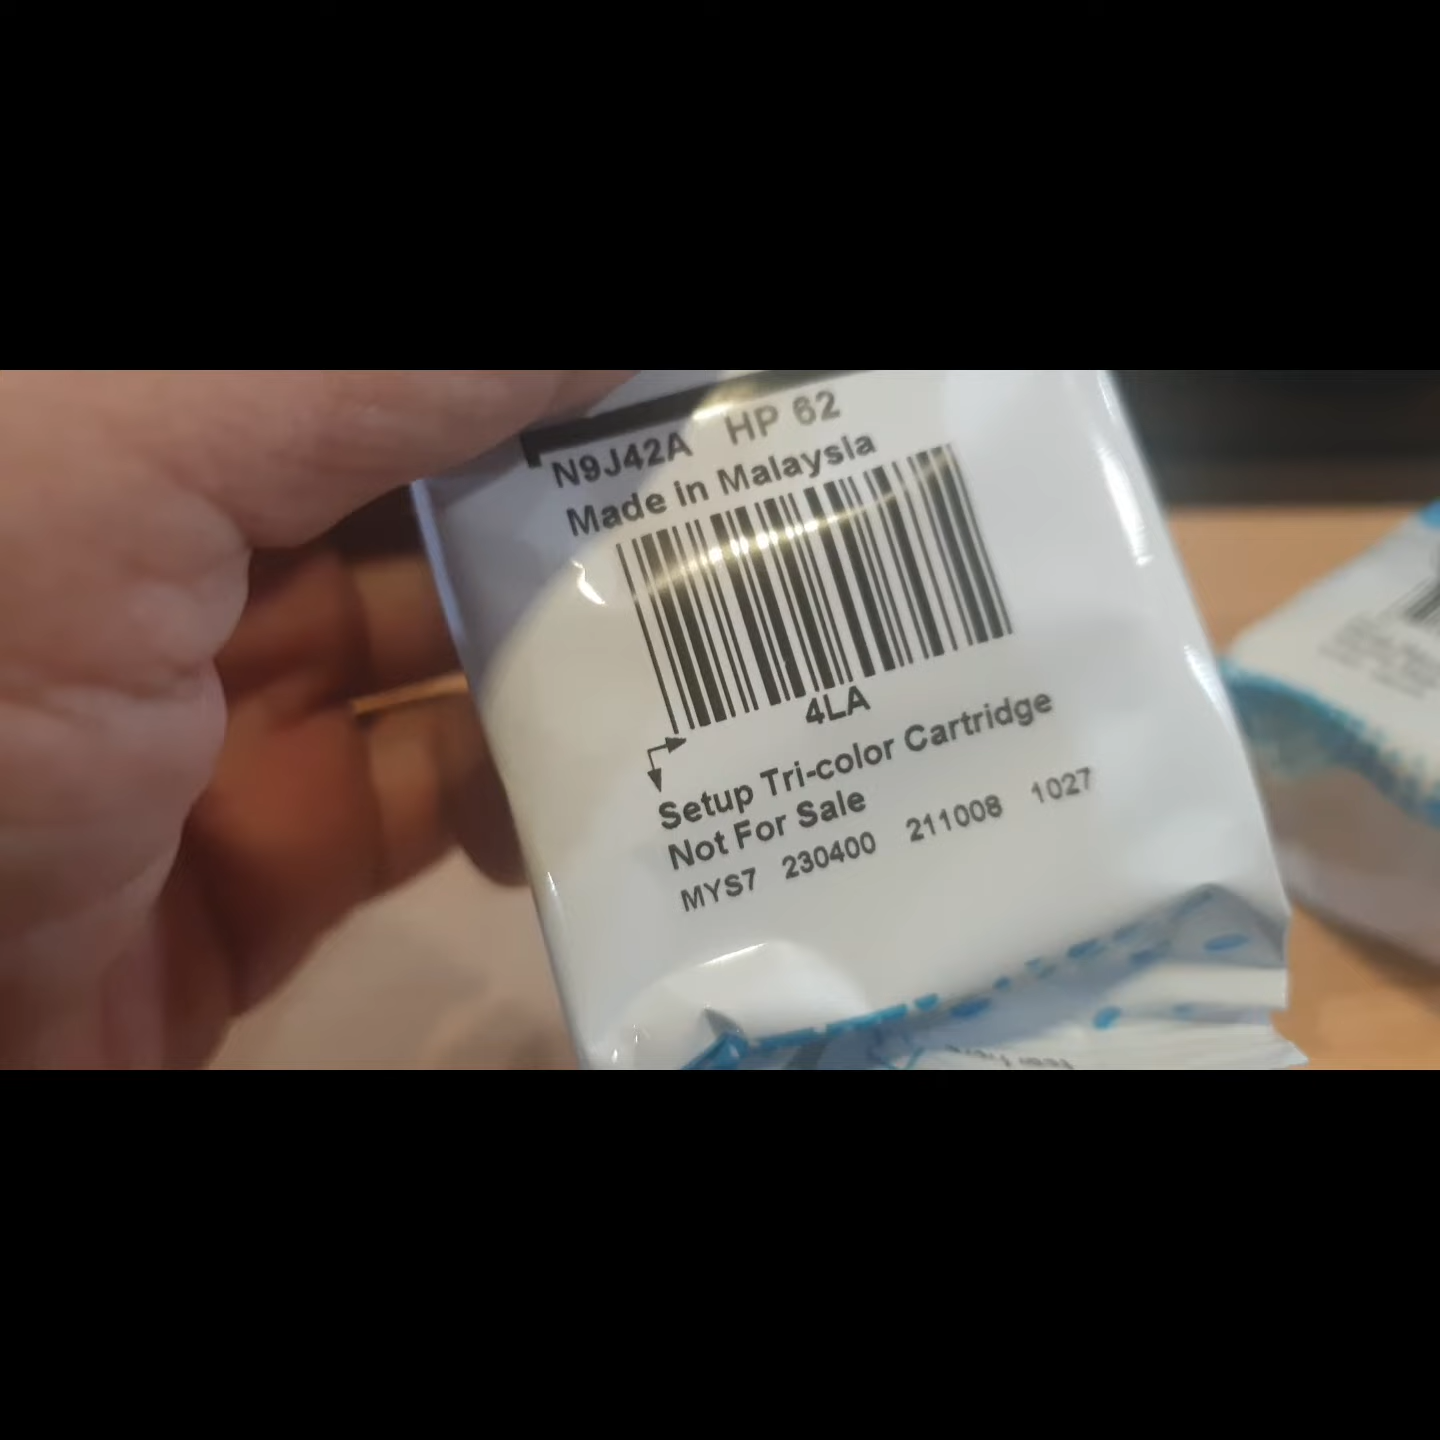 N9J42A HP 62
Made in Malaysia
4LA
Setup Tri-color Cartridge
Not For Sale
MYS7 230400 211008 1027